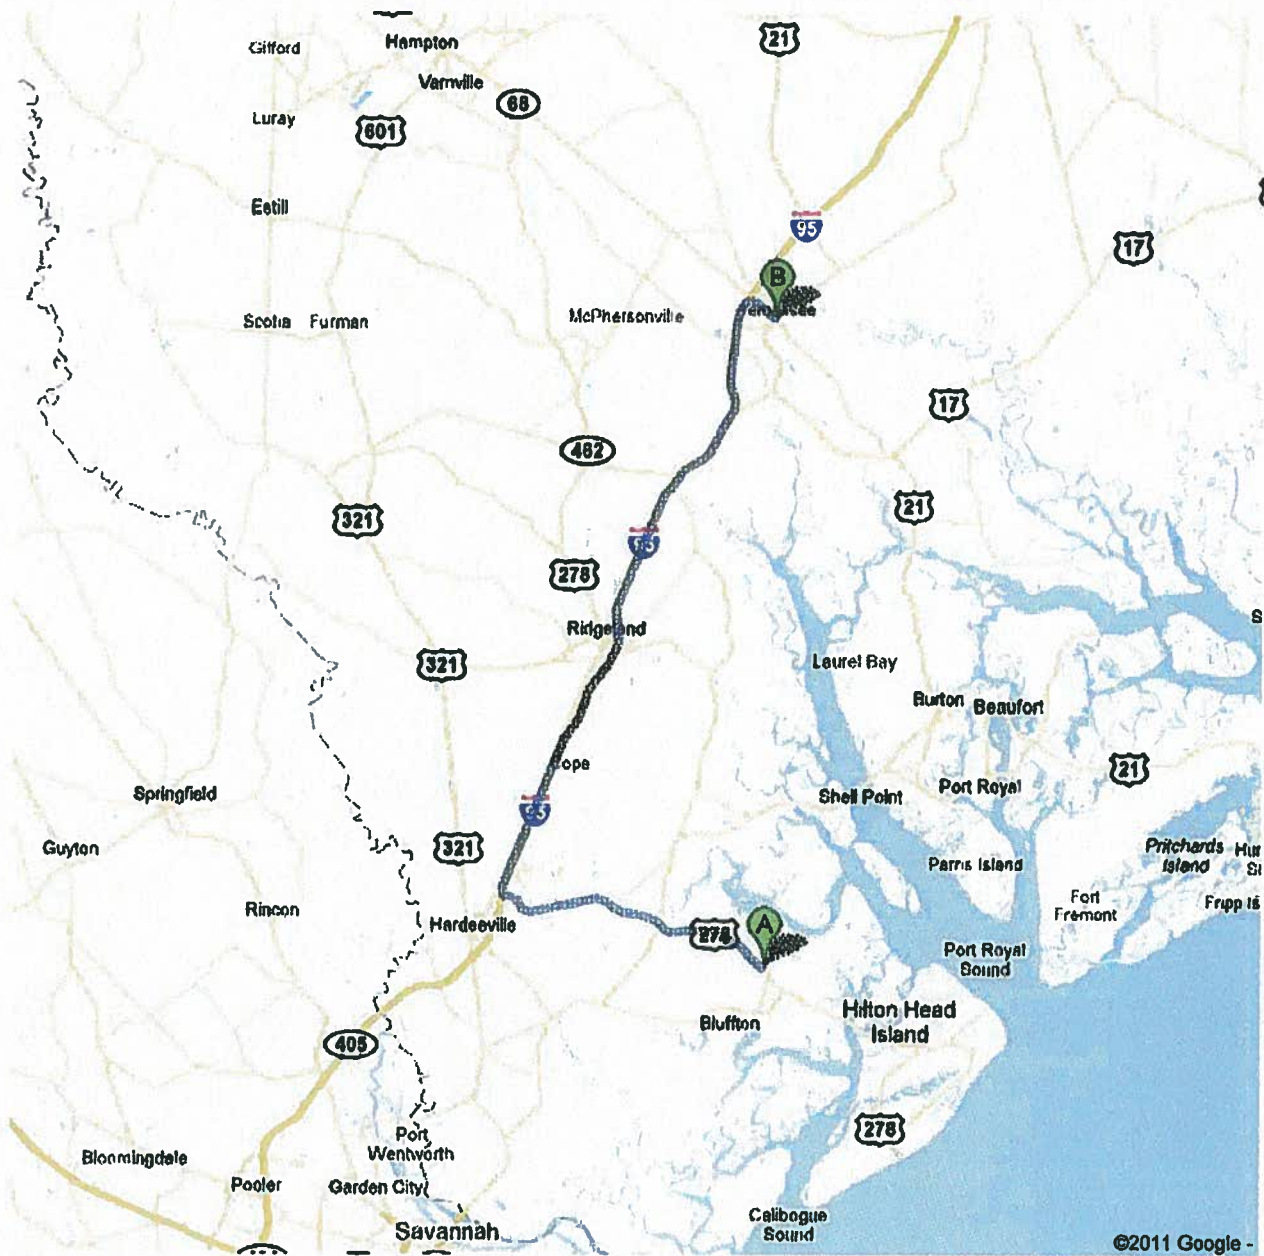 Gifford
Hampton
21
Varnville
68
Luray
601
Estill
95
17
B
Scotia
Furman
McPhersonville
17
462
321
21
95
278
Ridgeland
321
Laurel Bay
Burton
Beaufort
21
Springfield
Shell Point
Port Royal
95
321
Guyton
Parris Island
Pritchards
Island
Rincon
Hardeeville
Fort
Fremont
Fripp Is
278
A
Port Royal
Sound
Bluffton
Hilton Head
Island
405
278
Bloomingdale
Port
Wentworth
Pooler
Garden City
Savannah
Calibogue
Sound
©2011 Google -